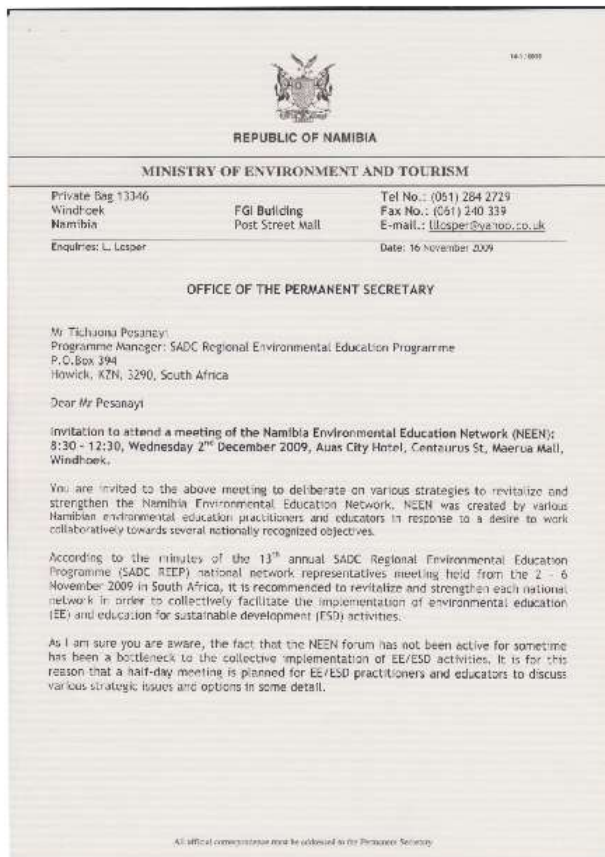 REPUBLIC OF NAMIBIA
MINISTRY OF ENVIRONMENT AND TOURISM
Private Bag 13346
Windhoek
Namibia
FGI Building
Post Street Mall
Tel No.: (061) 284 2729
Fax No.: (061) 240 339
E-mail.: lllosper@yahoo.co.uk
Enquiries: L. Losper
Date: 16 November 2009
OFFICE OF THE PERMANENT SECRETARY
Mr Tichaona Pesanayi
Programme Manager: SADC Regional Environmental Education Programme
P.O.Box 394
Howick, KZN, 3290, South Africa
Dear Mr Pesanayi
Invitation to attend a meeting of the Namibia Environmental Education Network (NEEN):
8:30 - 12:30, Wednesday 2nd December 2009, Auas City Hotel, Centaurus St, Maerua Mall,
Windhoek.
You are invited to the above meeting to deliberate on various strategies to revitalize and
strengthen the Namibia Environmental Education Network. NEEN was created by various
Namibian environmental education practitioners and educators in response to a desire to work
collaboratively towards several nationally recognized objectives.
According to the minutes of the 13th annual SADC Regional Environmental Education
Programme (SADC REEP) national network representatives meeting held from the 2 - 6
November 2009 in South Africa, it is recommended to revitalize and strengthen each national
network in order to collectively facilitate the implementation of environmental education
(EE) and education for sustainable development (ESD) activities.
As I am sure you are aware, the fact that the NEEN forum has not been active for sometime
has been a bottleneck to the collective implementation of EE/ESD activities. It is for this
reason that a half-day meeting is planned for EE/ESD practitioners and educators to discuss
various strategic issues and options in some detail.
All official correspondence must be addressed to the Permanent Secretary